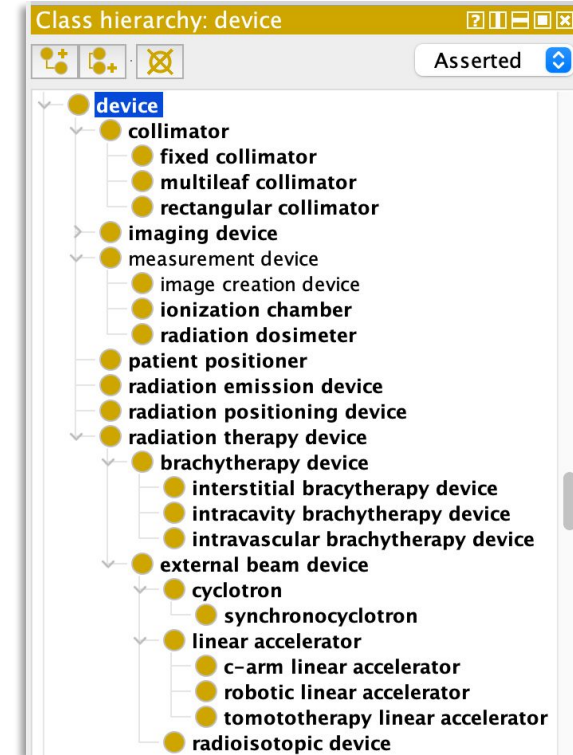 Class hierarchy: device
Asserted
device
collimator
fixed collimator
multileaf collimator
rectangular collimator
imaging device
measurement device
image creation device
ionization chamber
radiation dosimeter
patient positioner
radiation emission device
radiation positioning device
radiation therapy device
brachytherapy device
interstitial bracytherapy device
intracavity brachytherapy device
intravascular brachytherapy device
external beam device
cyclotron
synchronocyclotron
linear accelerator
c-arm linear accelerator
robotic linear accelerator
tomototherapy linear accelerator
radioisotopic device